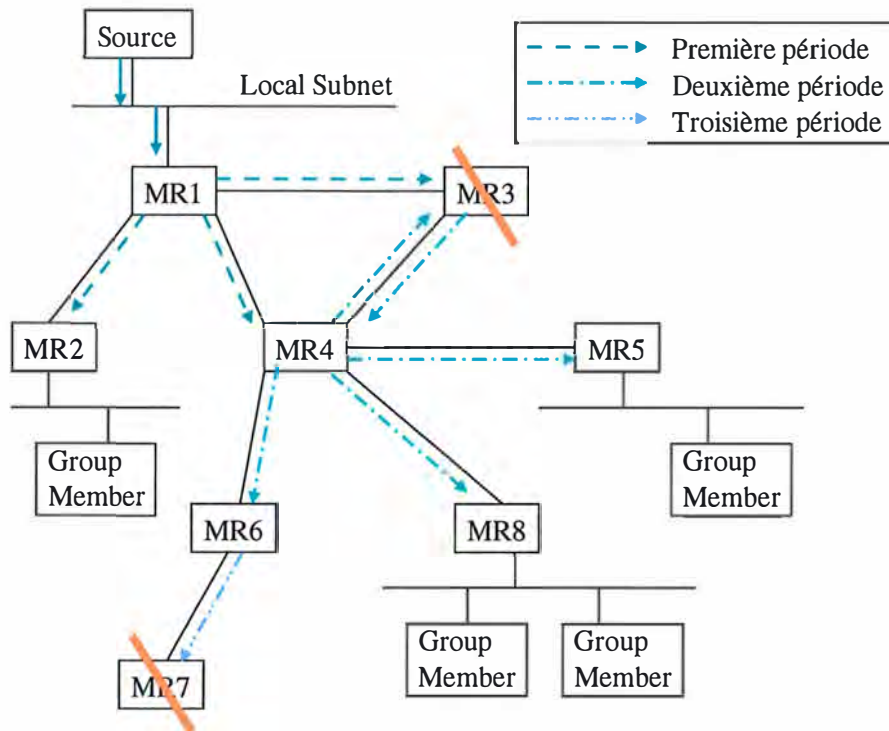 Source
Local Subnet
Première période
Deuxième période
Troisième période
MR1
MR3
MR2
MR4
MR5
Group
Member
Group
Member
MR6
MR8
Group
Member
Group
Member
MR7